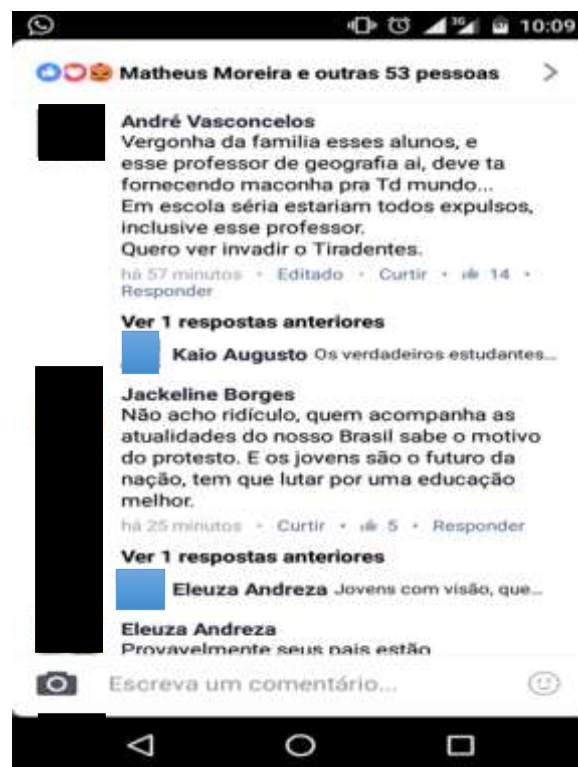 3G 10:09
Matheus Moreira e outras 53 pessoas
André Vasconcelos
Vergonha da familia esses alunos, e
esse professor de geografia ai, deve ta
fornecendo maconha pra Td mundo...
Em escola séria estariam todos expulsos,
inclusive esse professor.
Quero ver invadir o Tiradentes.
há 57 minutos · Editado · Curtir · 14 ·
Responder
Ver 1 respostas anteriores
Kaio Augusto Os verdadeiros estudantes...
Jackeline Borges
Não acho ridículo, quem acompanha as
atualidades do nosso Brasil sabe o motivo
do protesto. E os jovens são o futuro da
nação, tem que lutar por uma educação
melhor.
há 25 minutos · Curtir · 5 · Responder
Ver 1 respostas anteriores
Eleuza Andreza Jovens com visão, que...
Eleuza Andreza
Provavelmente seus pais estão
Escreva um comentário...